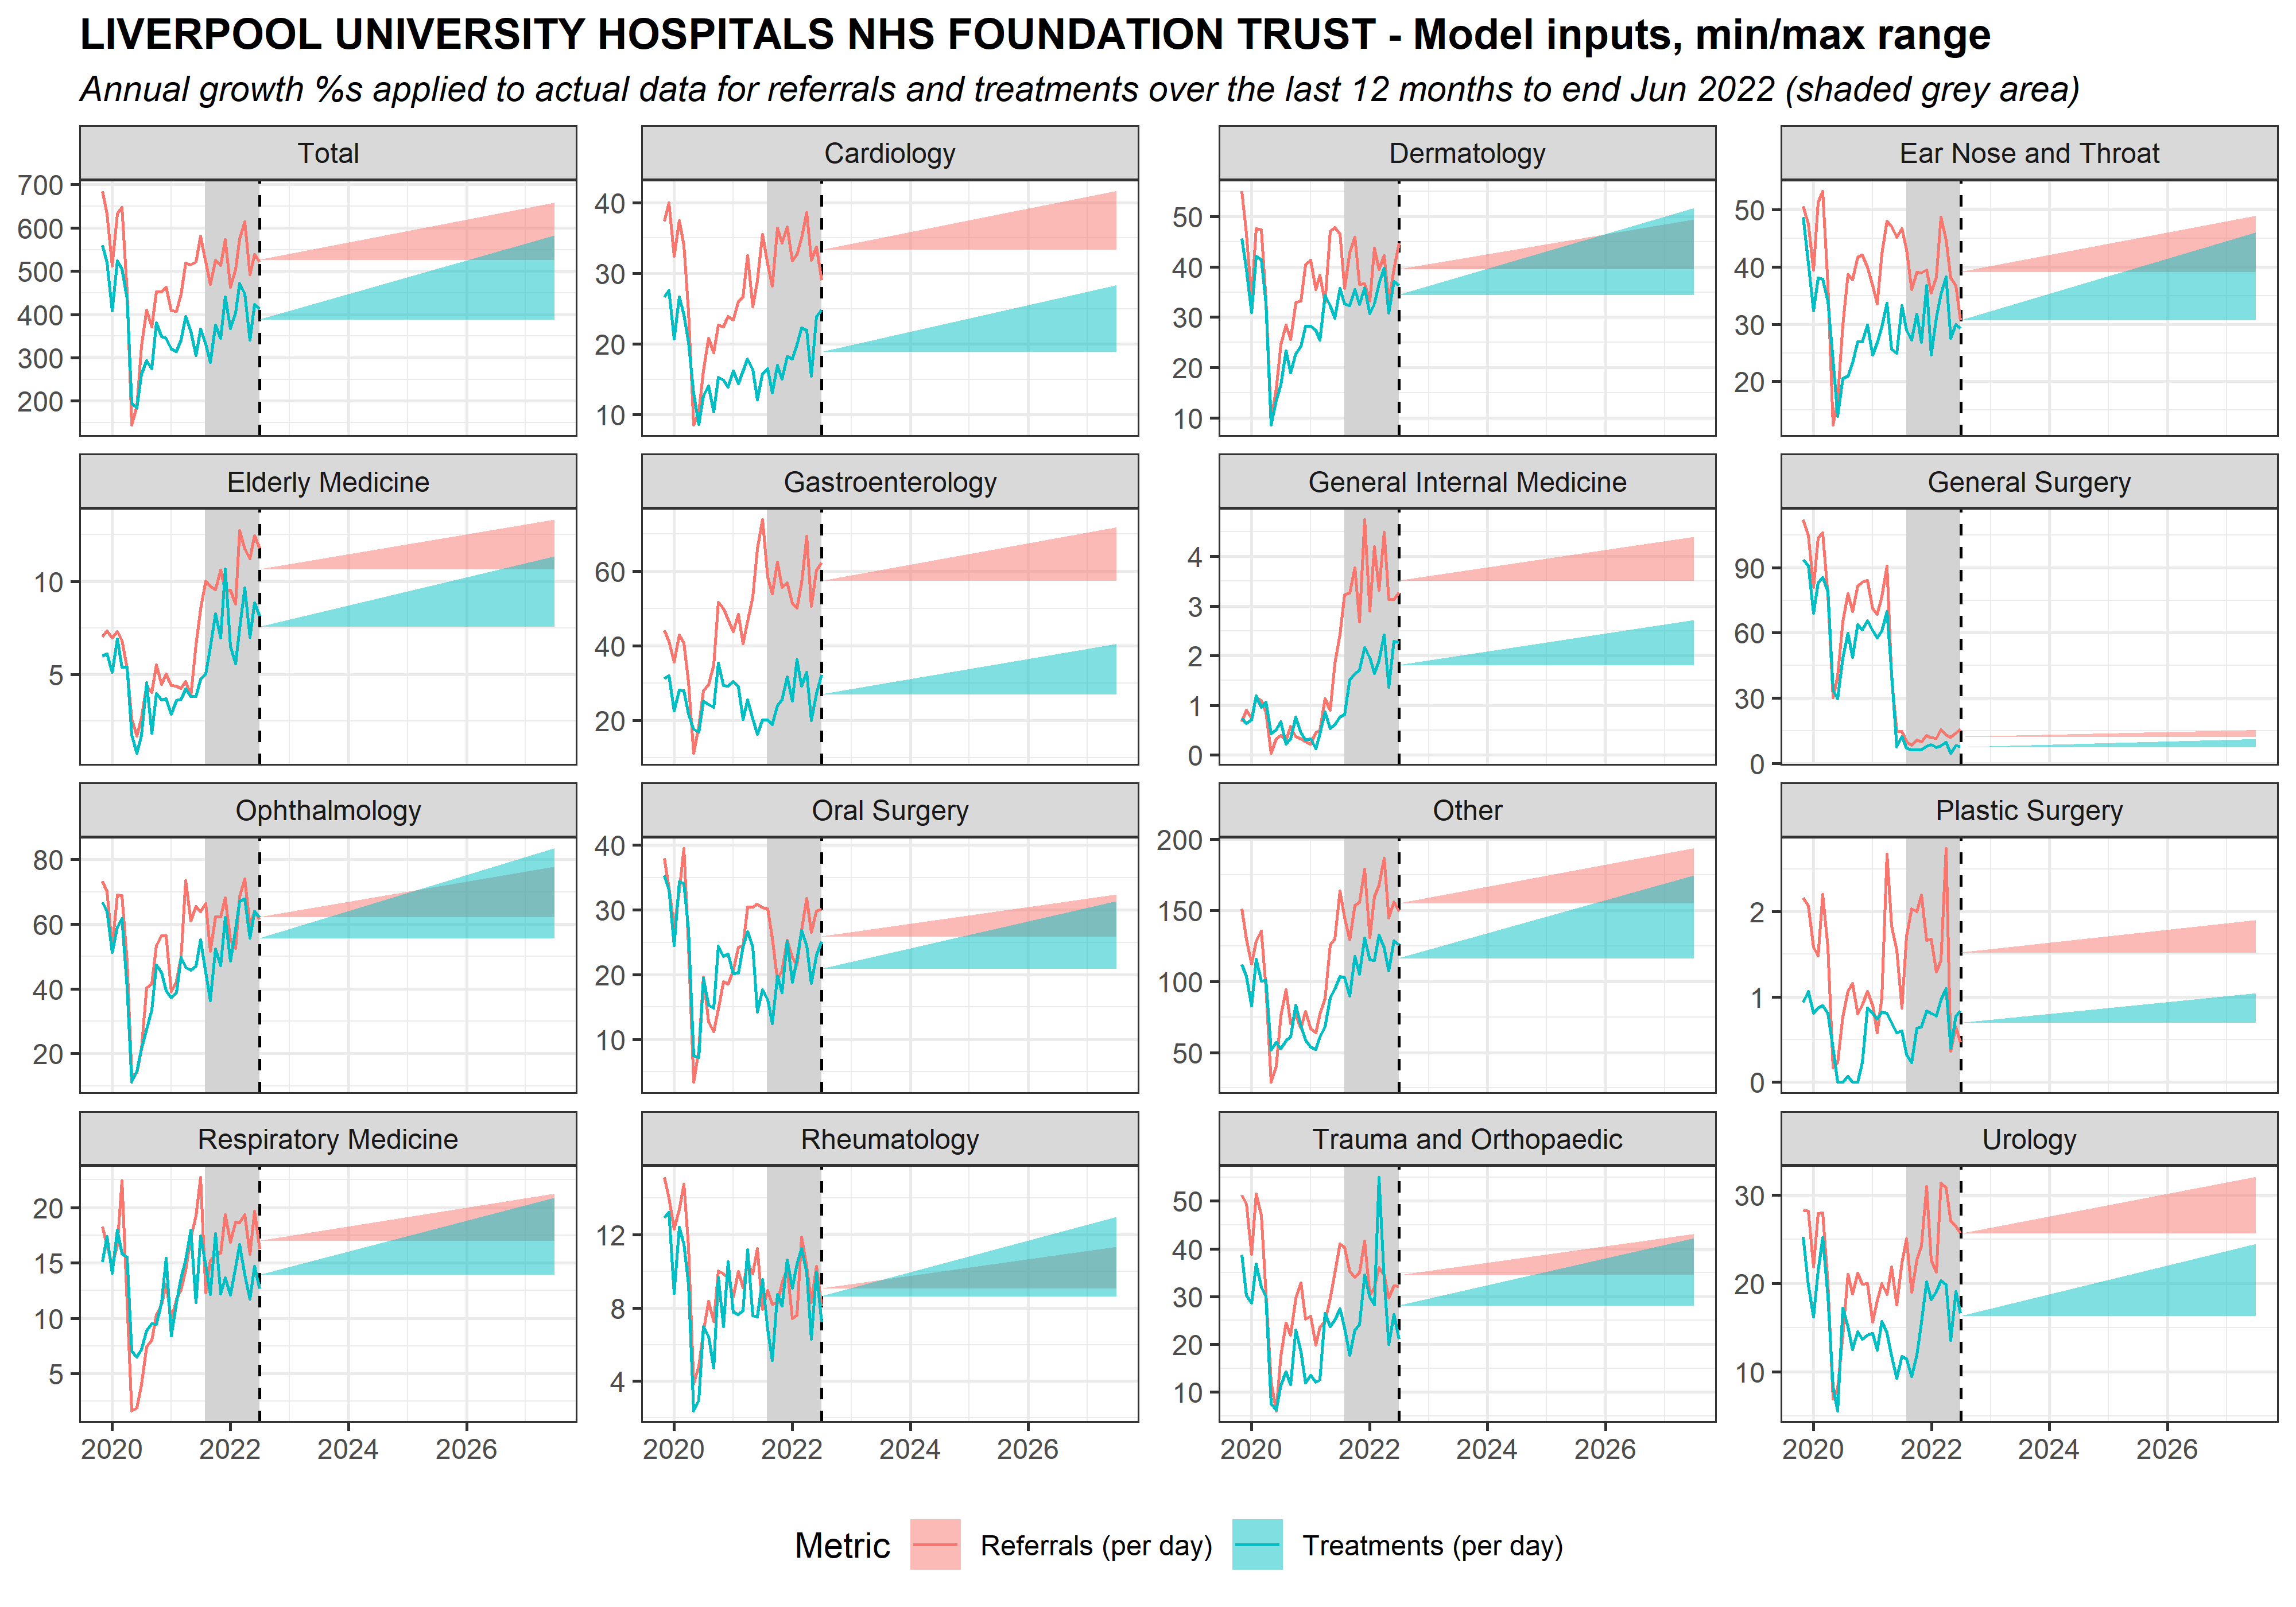 LIVERPOOL UNIVERSITY HOSPITALS NHS FOUNDATION TRUST - Model inputs, min/max range
Annual growth %s applied to actual data for referrals and treatments over the last 12 months to end Jun 2022 (shaded grey area)
Total
700
600
500
400
300
200
Cardiology
40
30
20
10
Dermatology
50
40
30
20
10
Ear Nose and Throat
50
40
30
20
Elderly Medicine
10
5
Gastroenterology
60
40
20
General Internal Medicine
4
3
2
1
0
General Surgery
90
60
30
0
Ophthalmology
80
60
40
20
Oral Surgery
40
30
20
10
Other
200
150
100
50
Plastic Surgery
2
1
0
Respiratory Medicine
20
15
10
5
Rheumatology
12
8
4
Trauma and Orthopaedic
50
40
30
20
10
Urology
30
20
10
2020 2022 2024 2026
2020 2022 2024 2026
2020 2022 2024 2026
2020 2022 2024 2026
Metric Referrals (per day) Treatments (per day)